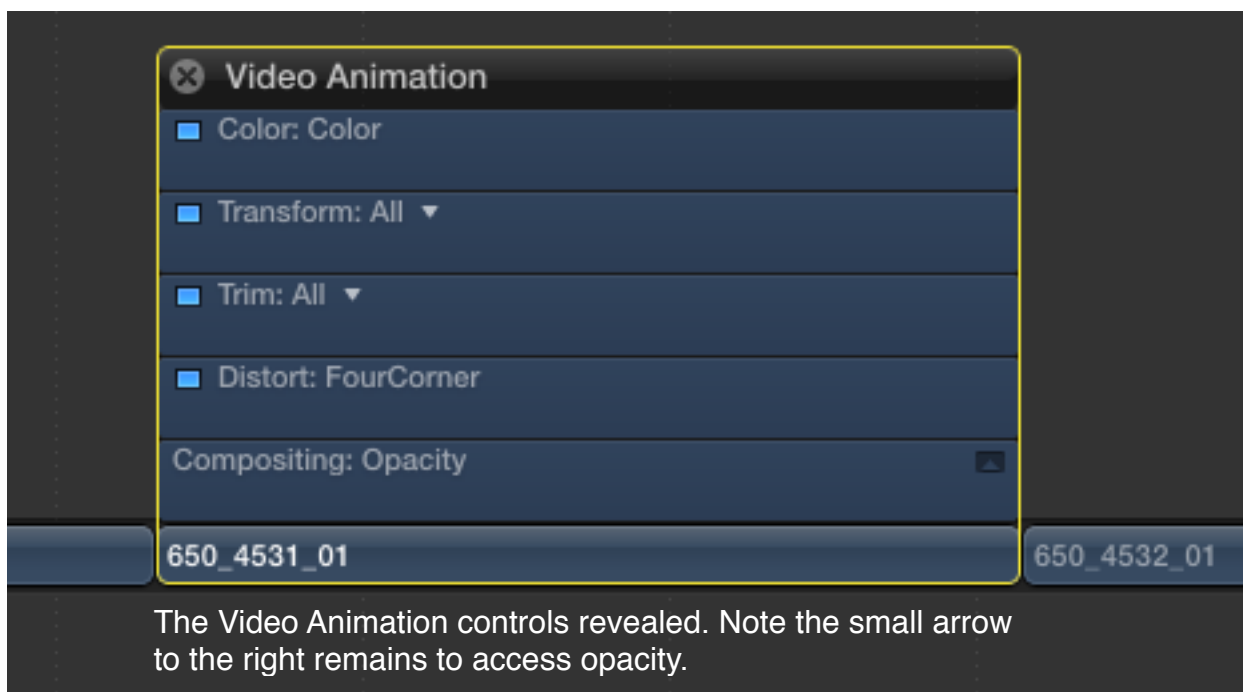 Video Animation
Color: Color
Transform: All
Trim: All
Distort: FourCorner
Compositing: Opacity
650_4531_01
650_4532_01
The Video Animation controls revealed. Note the small arrow
to the right remains to access opacity.